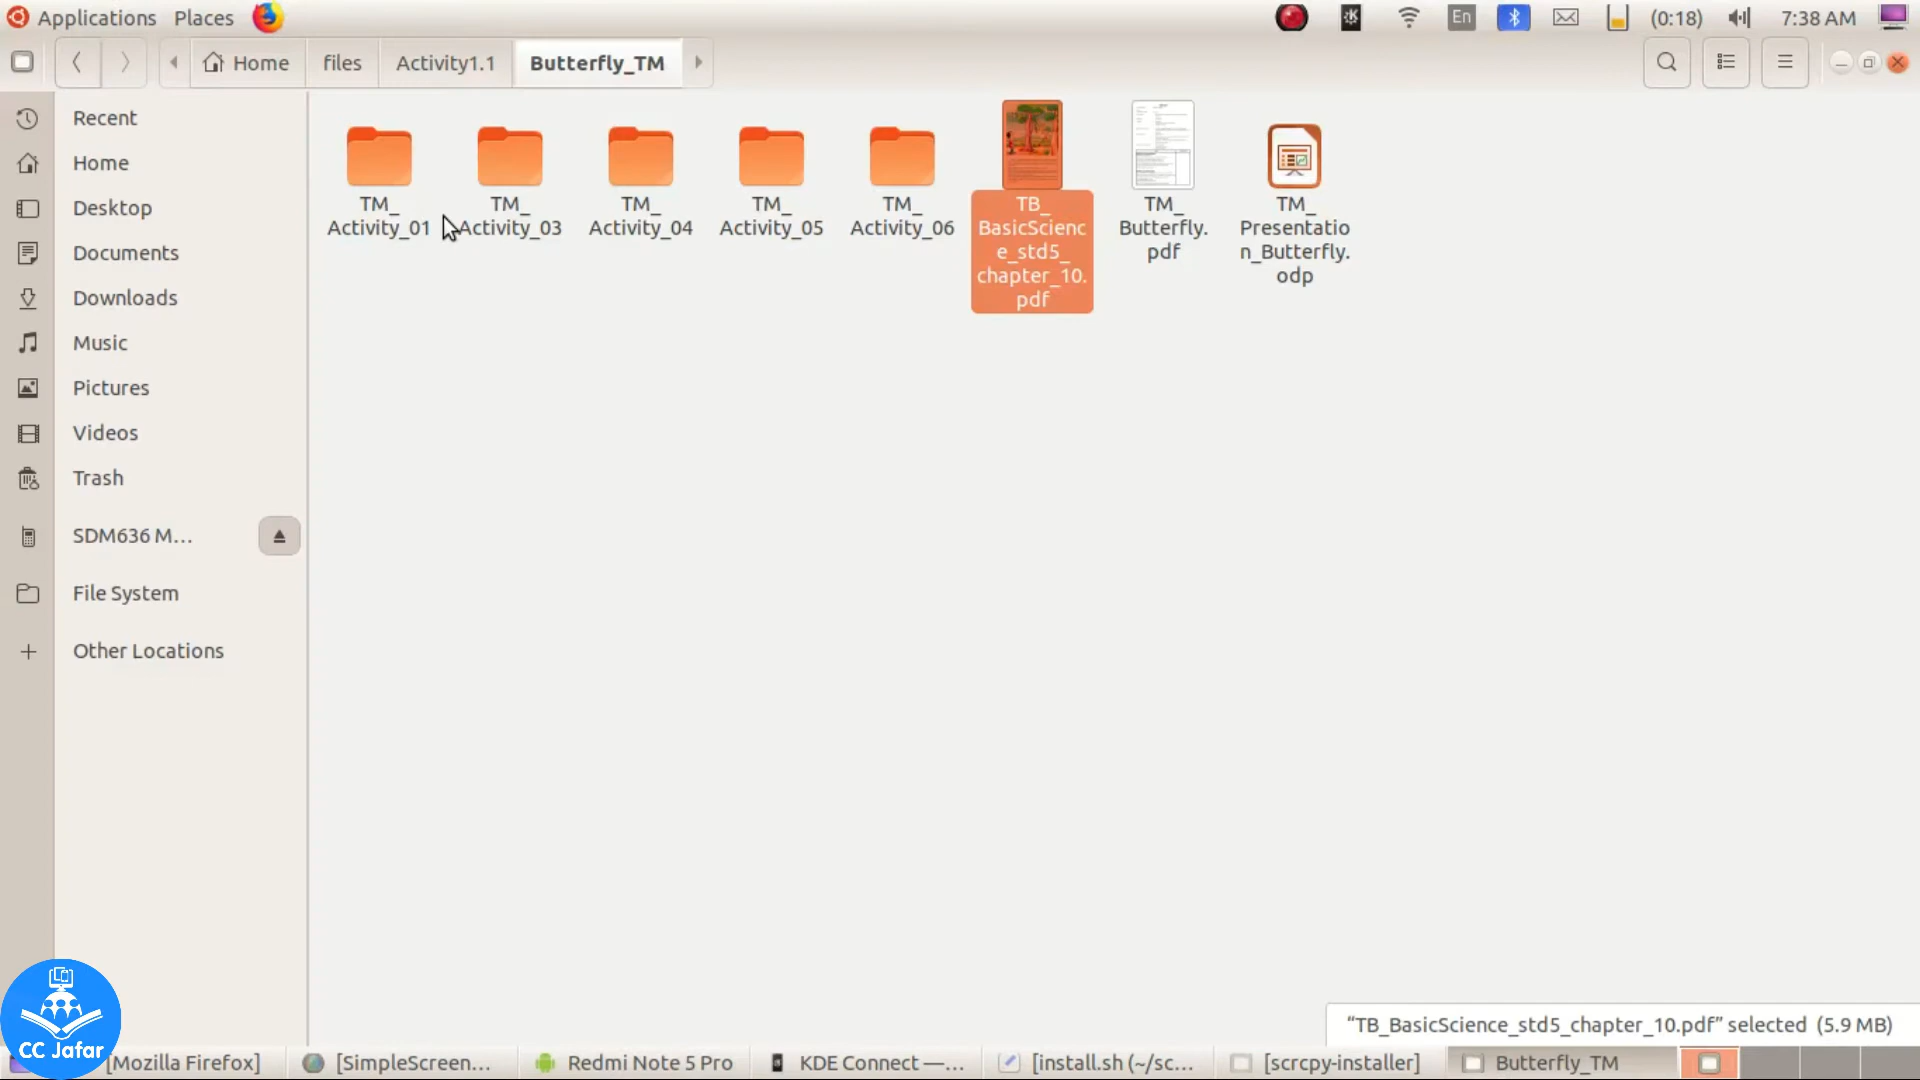 Applications Places
En (0:18) 7:38 AM
Home files Activity1.1 Butterfly_TM
Recent
Home
Desktop
Documents
Downloads
Music
Pictures
Videos
Trash
SDM636 M...
File System
Other Locations
TM_
Activity_01
TM_
Activity_03
TM_
Activity_04
TM_
Activity_05
TM_
Activity_06
TB_
BasicScienc
e_std5_
chapter_10.
pdf
TM_
Butterfly.
pdf
TM_
Presentatio
n_Butterfly.
odp
"TB_BasicScience_std5_chapter_10.pdf" selected (5.9 MB)
CC Jafar
[Mozilla Firefox] [SimpleScreen... Redmi Note 5 Pro KDE Connect —... [install.sh (~/sc... [scrcpy-installer] Butterfly_TM